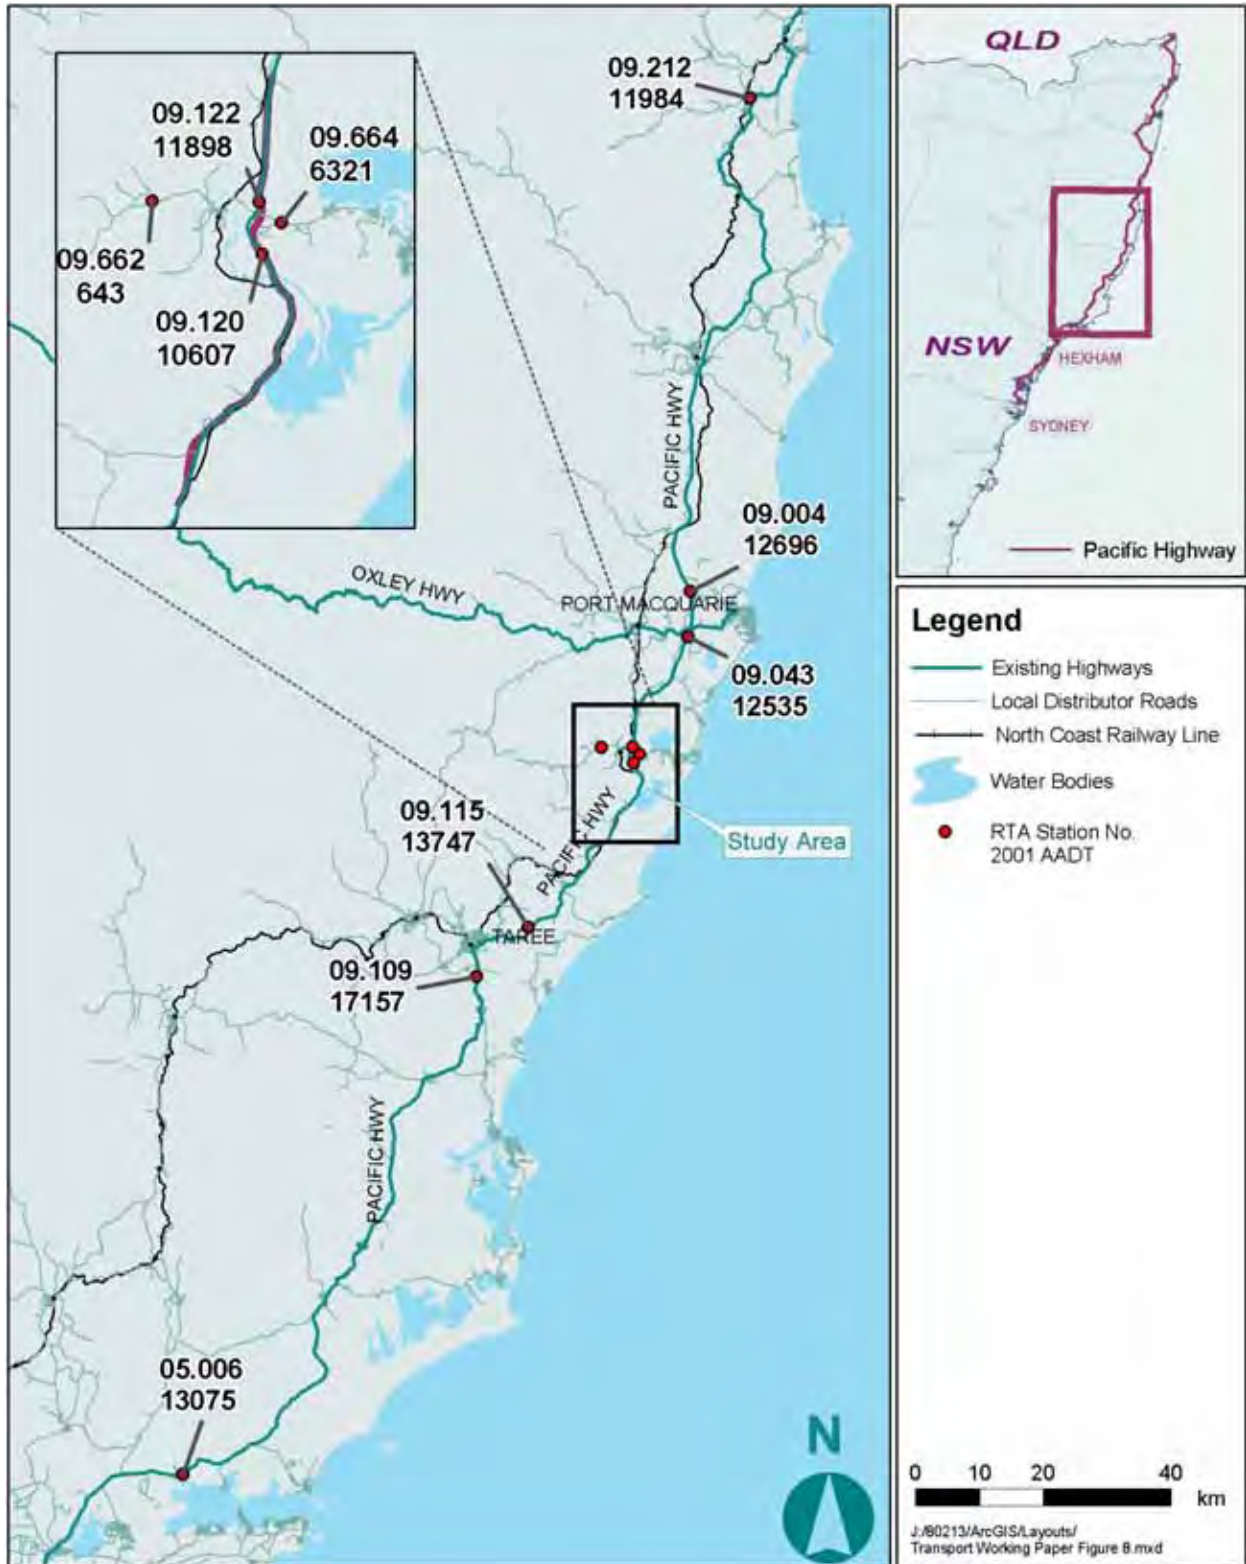 09.212
11984
09.122
11898
09.664
6321
09.662
643
09.120
10607
PACIFIC HWY
09.004
12696
OXLEY HWY
PORT MACQUARIE
09.043
12535
09.115
13747
PACIFIC HWY
Study Area
TAREE
09.109
17157
PACIFIC HWY
05.006
13075
N
QLD
NSW
HEXHAM
SYDNEY
Pacific Highway
Legend
Existing Highways
Local Distributor Roads
North Coast Railway Line
Water Bodies
RTA Station No.
2001 AADT
0 10 20 40
km
J:/80213/ArcGIS/Layouts/
Transport Working Paper Figure 8.mxd